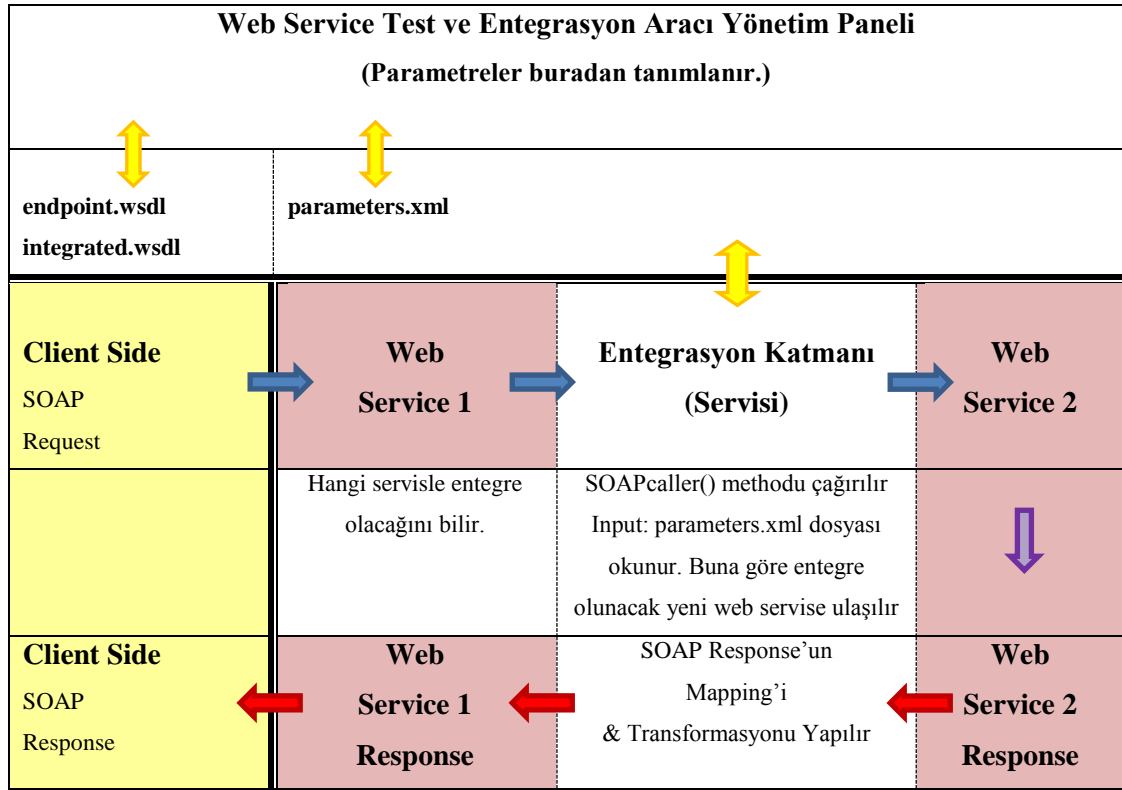 Web Service Test ve Entegrasyon Aracı Yönetim Paneli
(Parametreler buradan tanımlanır.)
endpoint.wsdl
integrated.wsdl
parameters.xml
Client Side
SOAP
Request
Web
Service 1
Entegrasyon Katmanı
(Servisi)
Web
Service 2
Hangi servisle entegre
olacağını bilir.
SOAPcaller() methodu çağırılır
Input: parameters.xml dosyası
okunur. Buna göre entegre
olunacak yeni web servise ulaşılır
Client Side
SOAP
Response
Web
Service 1
Response
SOAP Response’un
Mapping’i
& Transformasyonu Yapılır
Web
Service 2
Response